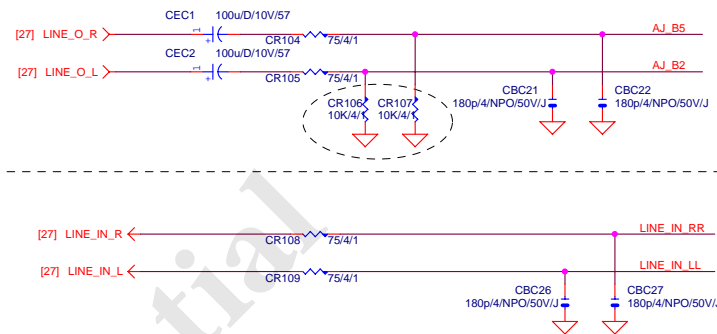 CEC1 100u/D/10V/57
[27] LINE_O_R 1 + CR104 75/4/1 AJ_B5
CEC2 100u/D/10V/57
[27] LINE_O_L 1 + CR105 75/4/1 AJ_B2
CR106 CR107 CBC21 CBC22
10K/4/1 10K/4/1 180p/4/NPO/50V/J 180p/4/NPO/50V/J
[27] LINE_IN_R CR108 75/4/1 LINE_IN_RR
[27] LINE_IN_L CR109 75/4/1 LINE_IN_LL
CBC26 CBC27
180p/4/NPO/50V/J 180p/4/NPO/50V/J
tial